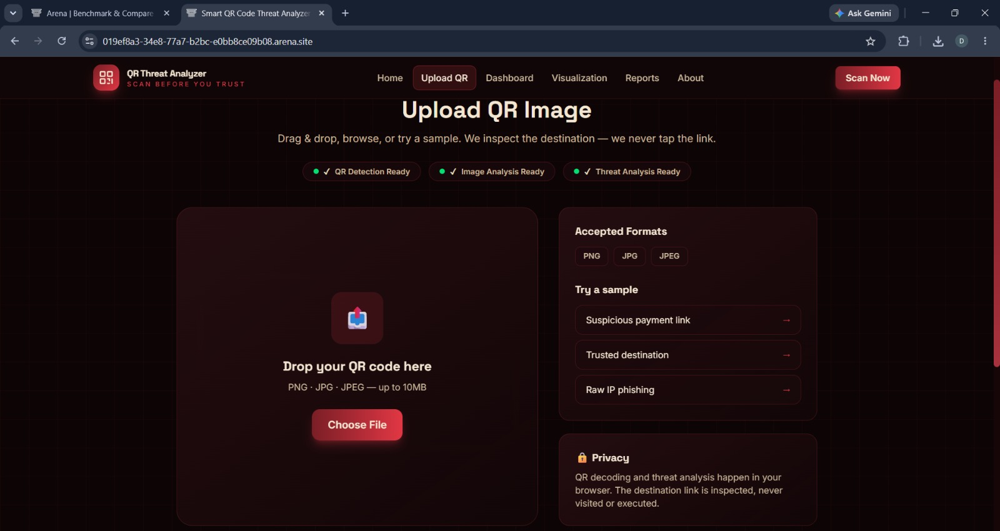 Arena | Benchmark & Compare
Smart QR Code Threat Analyzer
Ask Gemini
019ef8a3-34e8-77a7-b2bc-e0bb8ce09b08.arena.site
D
QR Threat Analyzer
SCAN BEFORE YOU TRUST
Home
Upload QR
Dashboard
Visualization
Reports
About
Scan Now
Upload QR Image
Drag & drop, browse, or try a sample. We inspect the destination — we never tap the link.
✓ QR Detection Ready
✓ Image Analysis Ready
✓ Threat Analysis Ready
Drop your QR code here
PNG · JPG · JPEG — up to 10MB
Choose File
Accepted Formats
PNG
JPG
JPEG
Try a sample
Suspicious payment link →
Trusted destination →
Raw IP phishing →
Privacy
QR decoding and threat analysis happen in your
browser. The destination link is inspected, never
visited or executed.